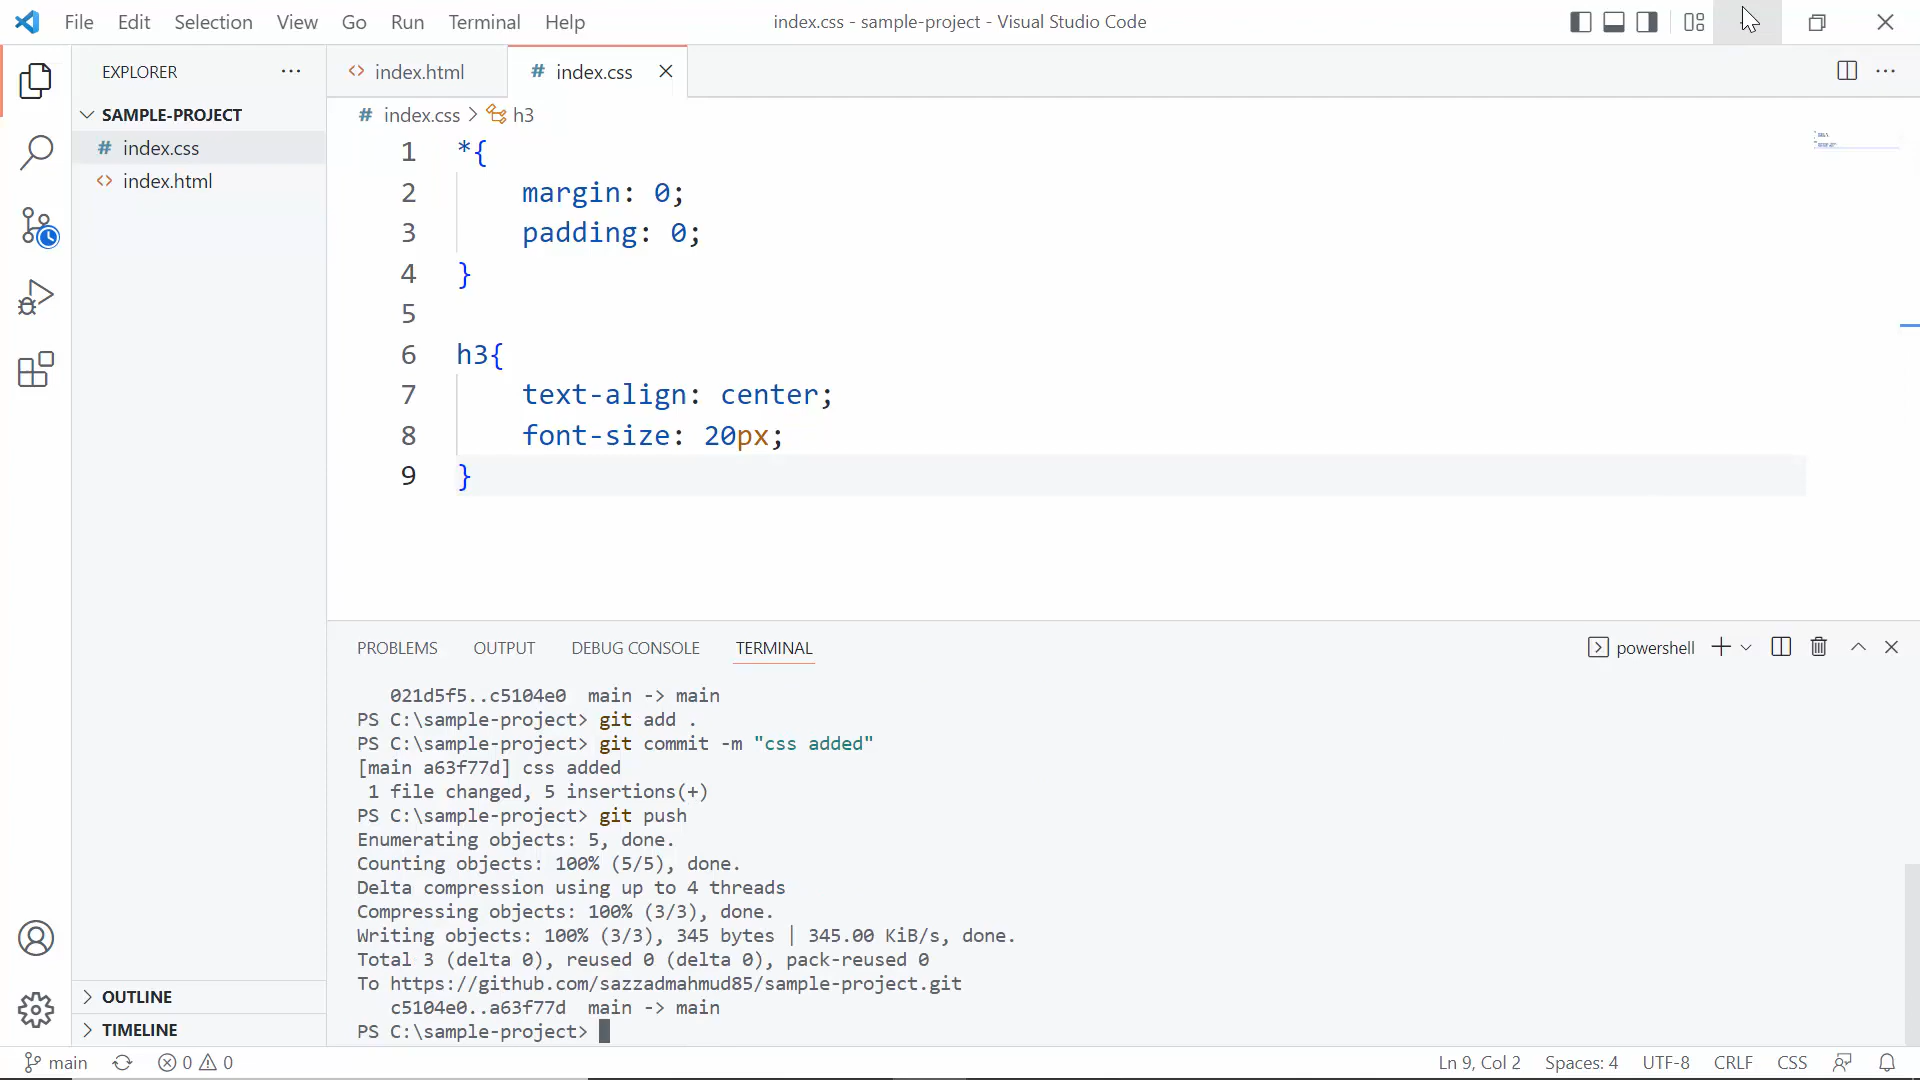 File Edit Selection View Go Run Terminal Help
index.css - sample-project - Visual Studio Code
EXPLORER
SAMPLE-PROJECT
# index.css
<> index.html
OUTLINE
TIMELINE
<> index.html
# index.css
# index.css > h3
1 *{
2 margin: 0;
3 padding: 0;
4 }
5
6 h3{
7 text-align: center;
8 font-size: 20px;
9 }
PROBLEMS OUTPUT DEBUG CONSOLE TERMINAL
powershell
021d5f5..c5104e0 main -> main
PS C:\sample-project> git add .
PS C:\sample-project> git commit -m "css added"
[main a63f77d] css added
1 file changed, 5 insertions(+)
PS C:\sample-project> git push
Enumerating objects: 5, done.
Counting objects: 100% (5/5), done.
Delta compression using up to 4 threads
Compressing objects: 100% (3/3), done.
Writing objects: 100% (3/3), 345 bytes | 345.00 KiB/s, done.
Total 3 (delta 0), reused 0 (delta 0), pack-reused 0
To https://github.com/sazzadmahmud85/sample-project.git
c5104e0..a63f77d main -> main
PS C:\sample-project>
main 0 0
Ln 9, Col 2 Spaces: 4 UTF-8 CRLF CSS